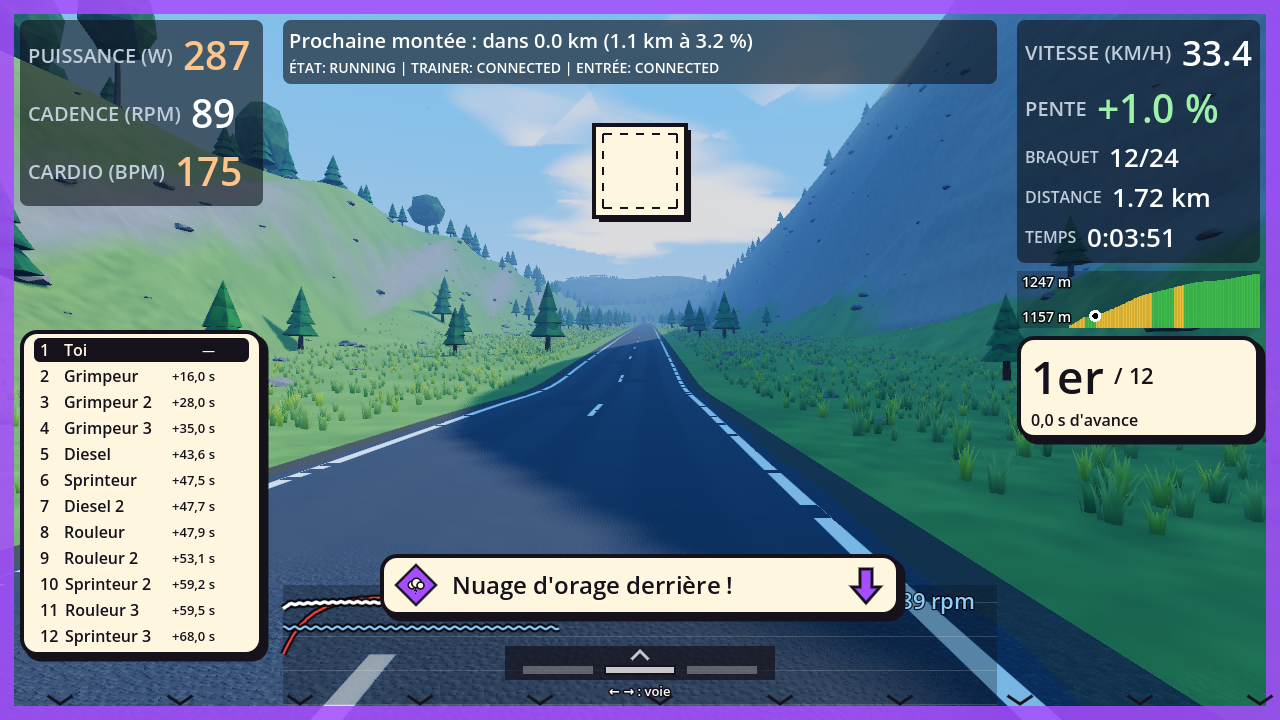 PUISSANCE (W) 287
CADENCE (RPM) 89
CARDIO (BPM) 175
Prochaine montée : dans 0.0 km (1.1 km à 3.2 %)
ÉTAT: RUNNING | TRAINER: CONNECTED | ENTRÉE: CONNECTED
VITESSE (KM/H) 33.4
PENTE +1.0 %
BRAQUET 12/24
DISTANCE 1.72 km
TEMPS 0:03:51
1247 m
1157 m
1er / 12
0,0 s d'avance
1 Toi —
2 Grimpeur +16,0 s
3 Grimpeur 2 +28,0 s
4 Grimpeur 3 +35,0 s
5 Diesel +43,6 s
6 Sprinteur +47,5 s
7 Diesel 2 +47,7 s
8 Rouleur +47,9 s
9 Rouleur 2 +53,1 s
10 Sprinteur 2 +59,2 s
11 Rouleur 3 +59,5 s
12 Sprinteur 3 +68,0 s
Nuage d'orage derrière !
89 rpm
← → : voie